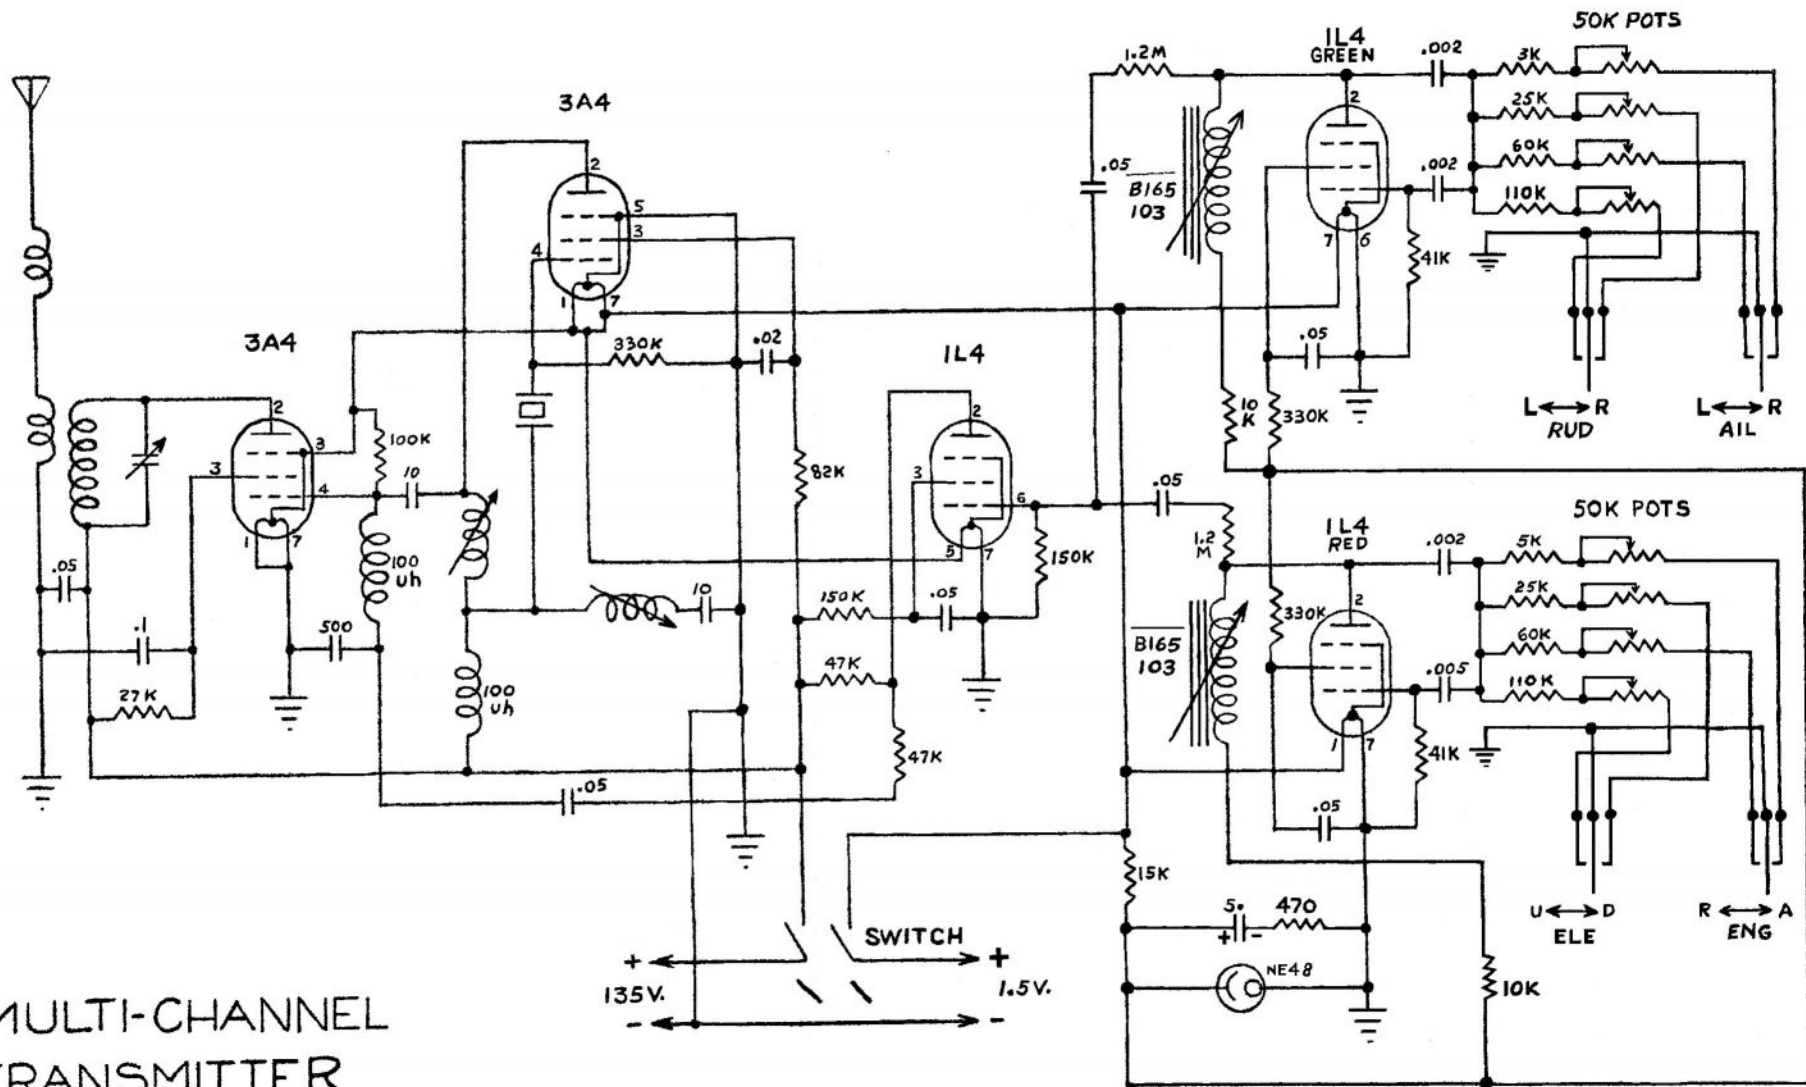 50K POTS
1L4
GREEN
1.2M
.002
3K
2
25K
3A4
.05
60K
.002
B165
103
110K
2
5
3
4
1
7
7
6
41K
3A4
330K
.02
1L4
.05
10
K
330K
L R
RUD
L R
AIL
2
3
100K
3
10
4
82K
2
3
6
.05
1.2
M
1L4
RED
50K POTS
.002
5K
1
7
100
uh
5
7
150K
25K
.05
10
150K
.05
330K
2
60K
B165
103
.005
110K
.1
500
27K
100
uh
47K
47K
1
7
41K
.05
.05
15K
5.
+ -
470
U D
ELE
R A
ENG
SWITCH
+
+
135V.
1.5V.
-
-
NE48
10K
MULTI-CHANNEL
TRANSMITTER